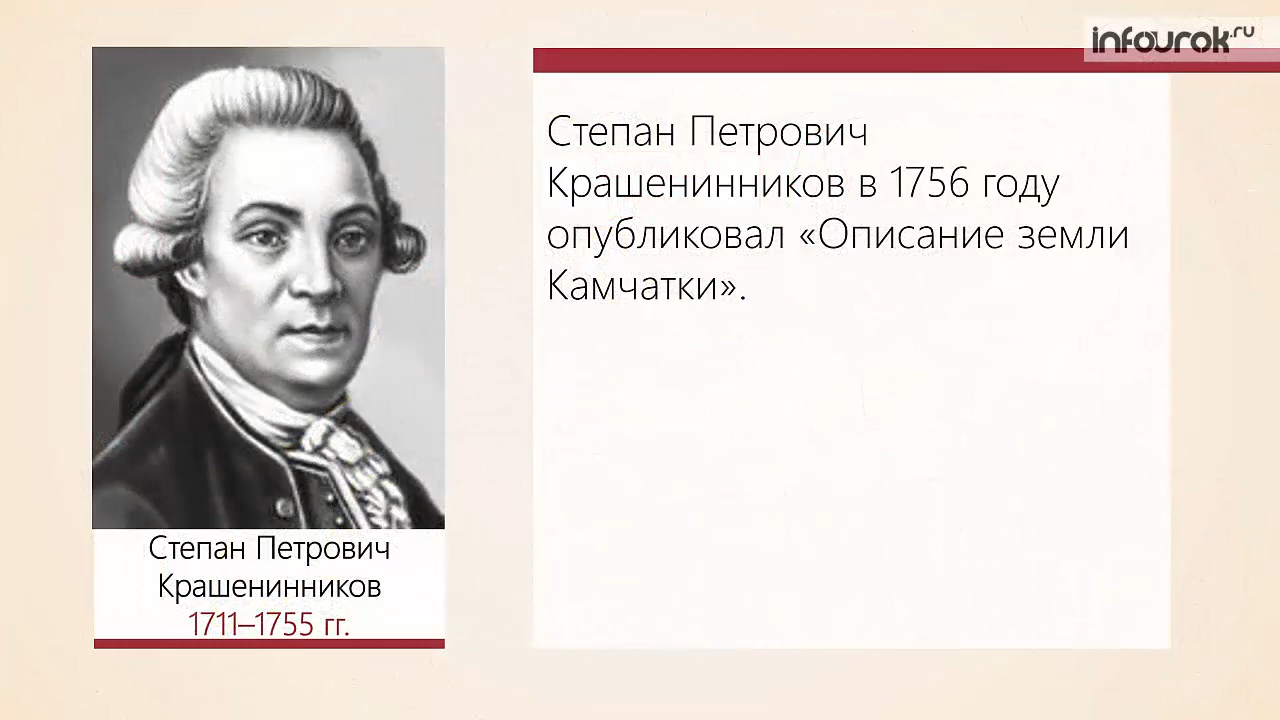 infourok.ru
Степан Петрович
Крашенинников в 1756 году
опубликовал «Описание земли
Камчатки».
Степан Петрович
Крашенинников
1711–1755 гг.